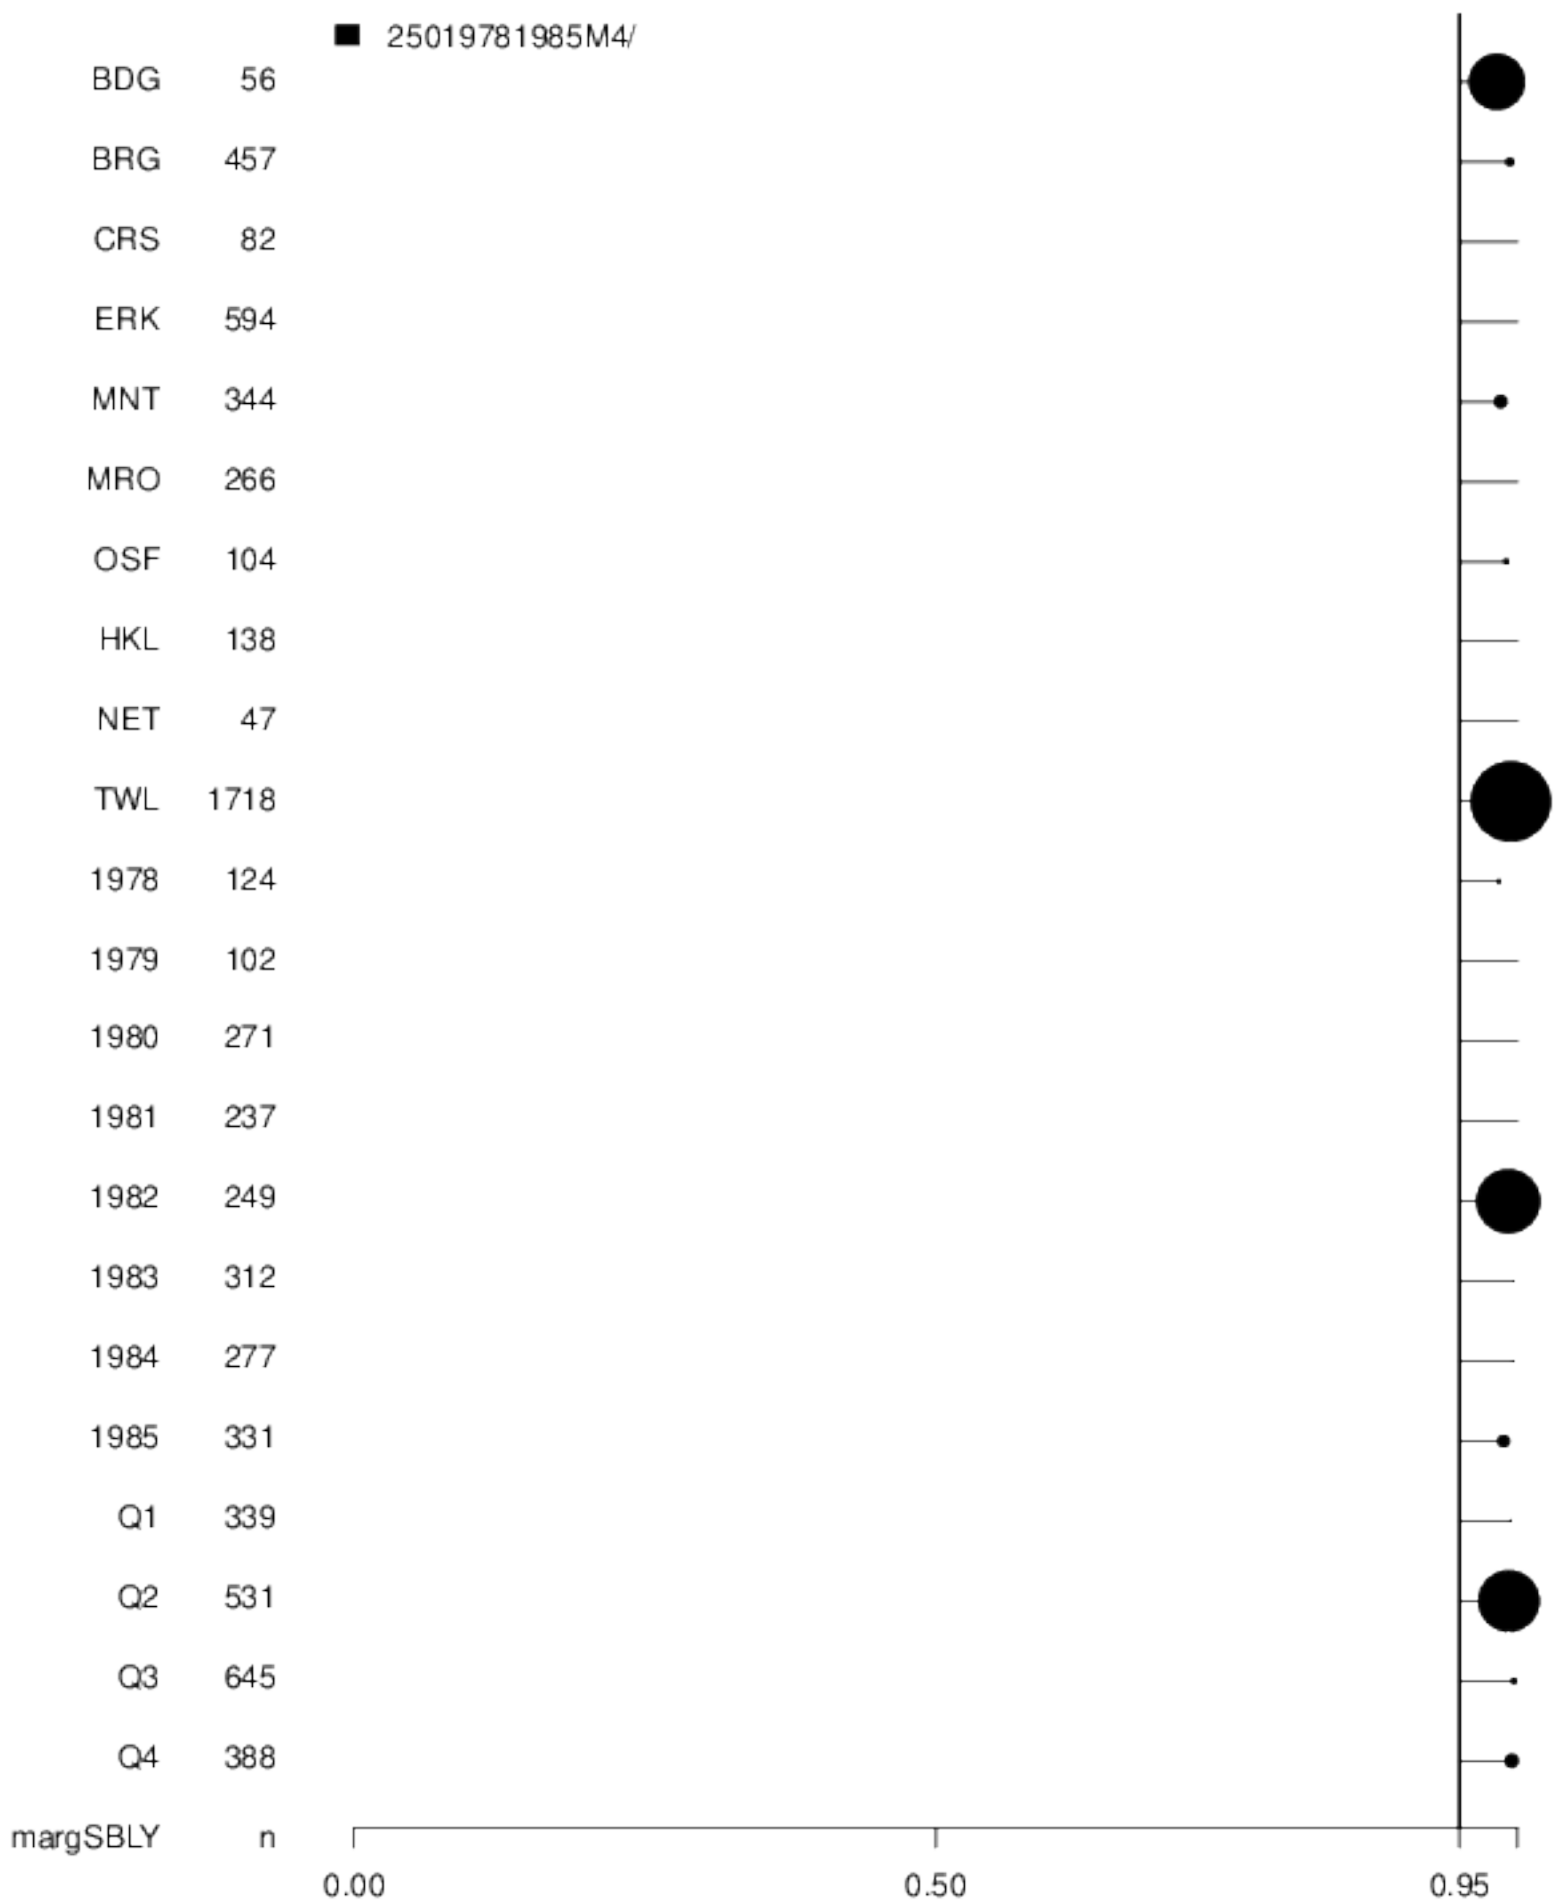 25019781985M4/
BDG 56
BRG 457
CRS 82
ERK 594
MNT 344
MRO 266
OSF 104
HKL 138
NET 47
TWL 1718
1978 124
1979 102
1980 271
1981 237
1982 249
1983 312
1984 277
1985 331
Q1 339
Q2 531
Q3 645
Q4 388
margSBLY n
0.00 0.50 0.95